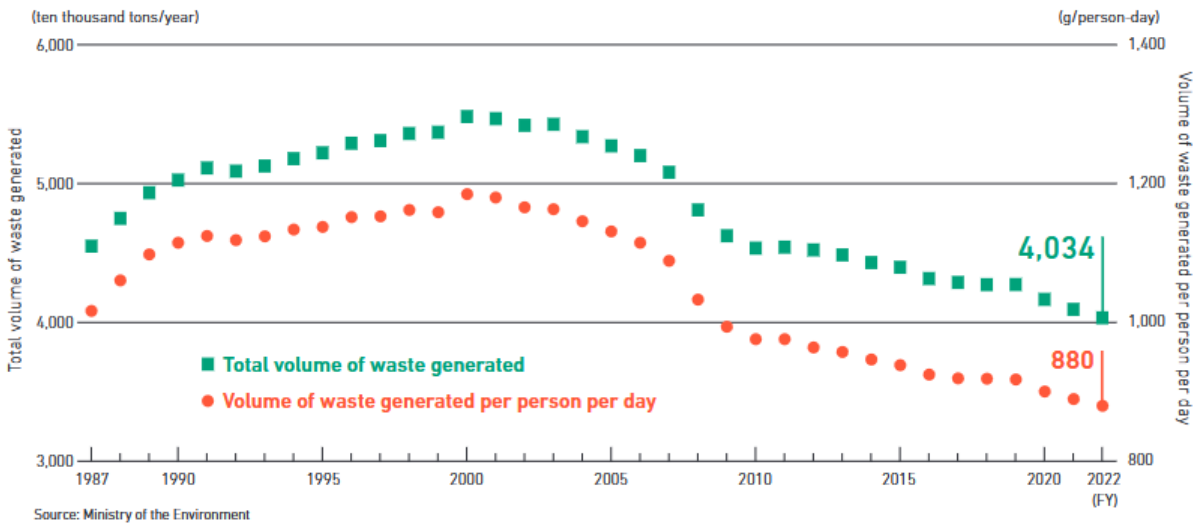 (ten thousand tons/year)
(g/person-day)
6,000
1,400
Total volume of waste generated
Volume of waste generated per person per day
5,000
1,200
4,034
4,000
1,000
880
Total volume of waste generated
Volume of waste generated per person per day
3,000
800
1987 1990 1995 2000 2005 2010 2015 2020 2022
(FY)
Source: Ministry of the Environment